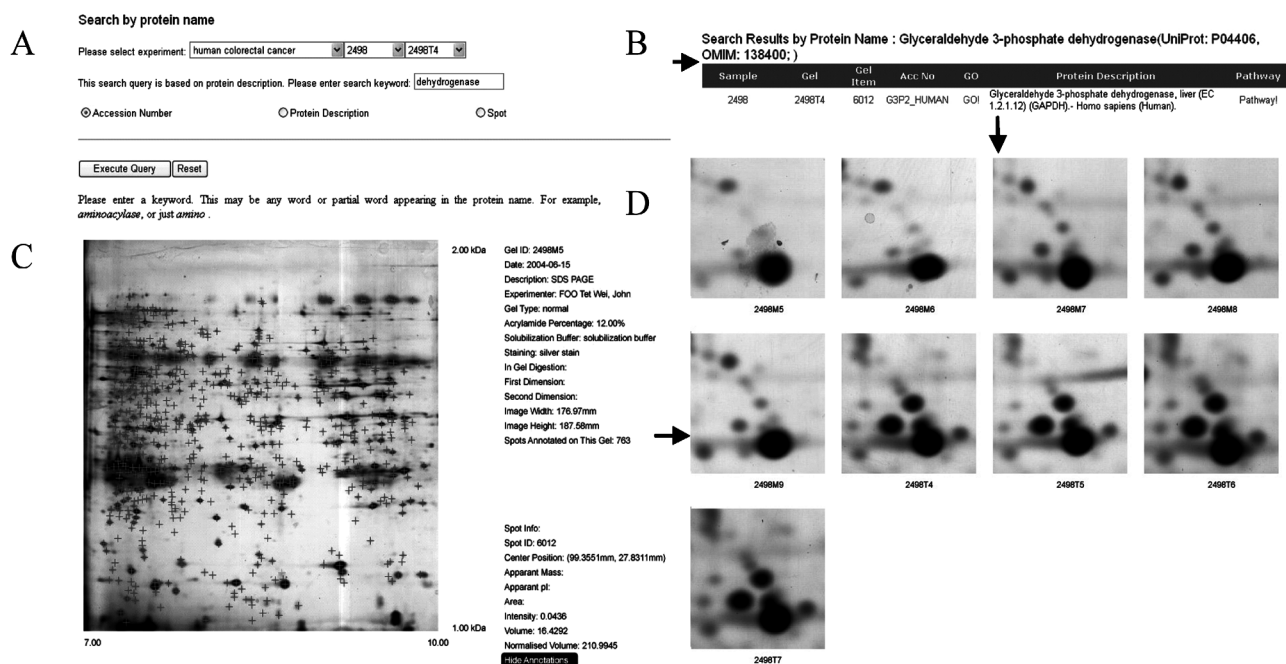 A
Search by protein name
Please select experiment: human colorectal cancer 2498 2498T4
This search query is based on protein description. Please enter search keyword: dehydrogenase
Accession Number Protein Description Spot
Execute Query Reset
Please enter a keyword. This may be any word or partial word appearing in the protein name. For example,
aminoacylase, or just amino .
B
Search Results by Protein Name : Glyceraldehyde 3-phosphate dehydrogenase(UniProt: P04406,
OMIM: 138400; )
Sample Gel Gel Item Acc No GO Protein Description Pathway
2498 2498T4 6012 G3P2_HUMAN GO! Glyceraldehyde 3-phosphate dehydrogenase, liver (EC
1.2.1.12) (GAPDH).- Homo sapiens (Human). Pathway!
C
2.00 kDa
1.00 kDa
7.00 10.00
Gel ID: 2498M5
Date: 2004-06-15
Description: SDS PAGE
Experimenter: FOO Tet Wei, John
Gel Type: normal
Acrylamide Percentage: 12.00%
Solubilization Buffer: solubilization buffer
Staining: silver stain
In Gel Digestion:
First Dimension:
Second Dimension:
Image Width: 176.97mm
Image Height: 187.58mm
Spots Annotated on This Gel: 763
Spot Info:
Spot ID: 6012
Center Position: (99.3551mm, 27.8311mm)
Apparant Mass:
Apparant pI:
Area:
Intensity: 0.0436
Volume: 16.4292
Normalised Volume: 210.9945
Hide Annotations
D
2498M5 2498M6 2498M7 2498M8
2498M9 2498T4 2498T5 2498T6
2498T7